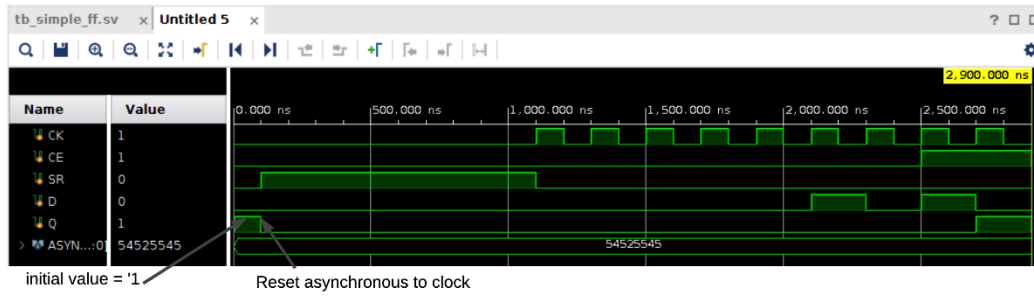 tb_simple_ff.sv × Untitled 5 × ?
2,900.000 ns
Name Value 0.000 ns 500.000 ns 1,000.000 ns 1,500.000 ns 2,000.000 ns 2,500.000 ns
CK 1
CE 1
SR 0
D 0
Q 1
ASYN...:0] 54525545 54525545
initial value = '1
Reset asynchronous to clock